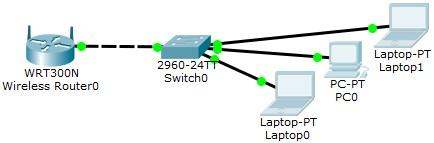 WRT300N
Wireless Router0
2960-24TT
Switch0
Laptop-PT
Laptop0
PC-PT
PC0
Laptop-PT
Laptop1